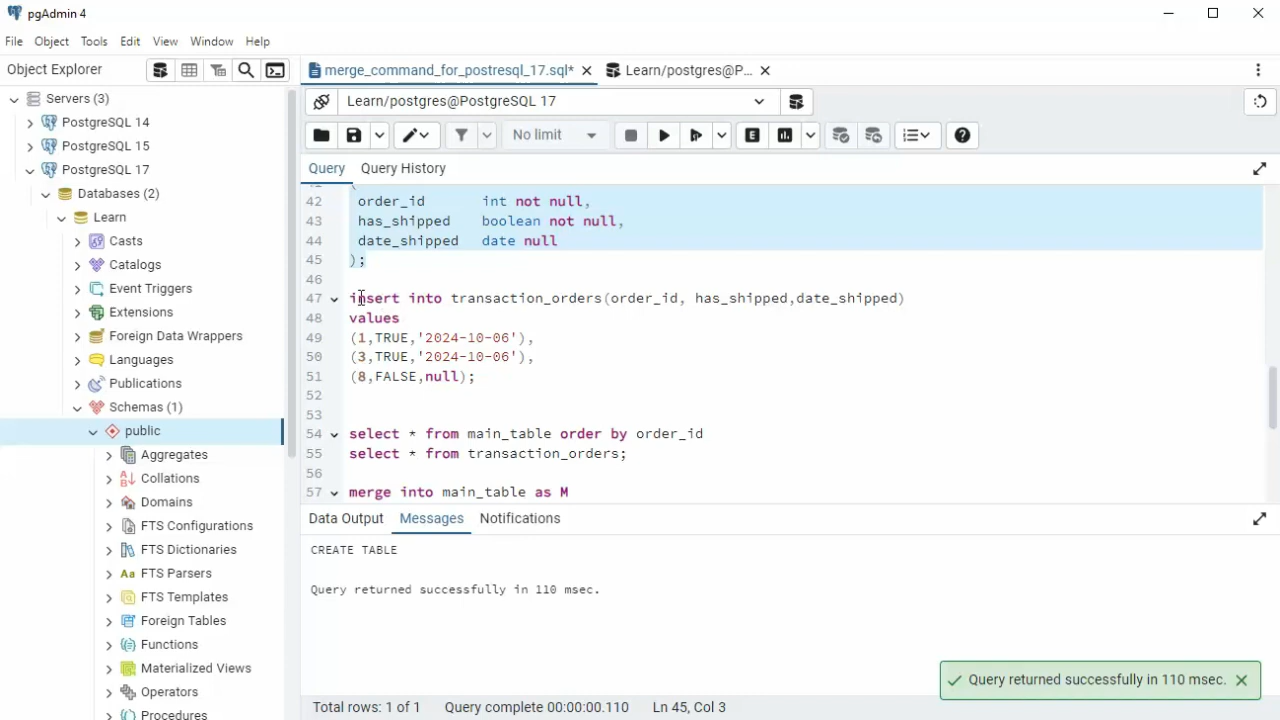 pgAdmin 4
File Object Tools Edit View Window Help
Object Explorer
merge_command_for_postresql_17.sql* Learn/postgres@P...
Servers (3)
PostgreSQL 14
PostgreSQL 15
PostgreSQL 17
Databases (2)
Learn
Casts
Catalogs
Event Triggers
Extensions
Foreign Data Wrappers
Languages
Publications
Schemas (1)
public
Aggregates
Collations
Domains
FTS Configurations
FTS Dictionaries
Aa FTS Parsers
FTS Templates
Foreign Tables
Functions
Materialized Views
Operators
Procedures
Learn/postgres@PostgreSQL 17
No limit E
Query Query History
42 order_id int not null,
43 has_shipped boolean not null,
44 date_shipped date null
45 );
46
47 insert into transaction_orders(order_id, has_shipped,date_shipped)
48 values
49 (1,TRUE,'2024-10-06'),
50 (3,TRUE,'2024-10-06'),
51 (8,FALSE,null);
52
53
54 select * from main_table order by order_id
55 select * from transaction_orders;
56
57 merge into main_table as M
Data Output Messages Notifications
CREATE TABLE
Query returned successfully in 110 msec.
Query returned successfully in 110 msec.
Total rows: 1 of 1 Query complete 00:00:00.110 Ln 45, Col 3